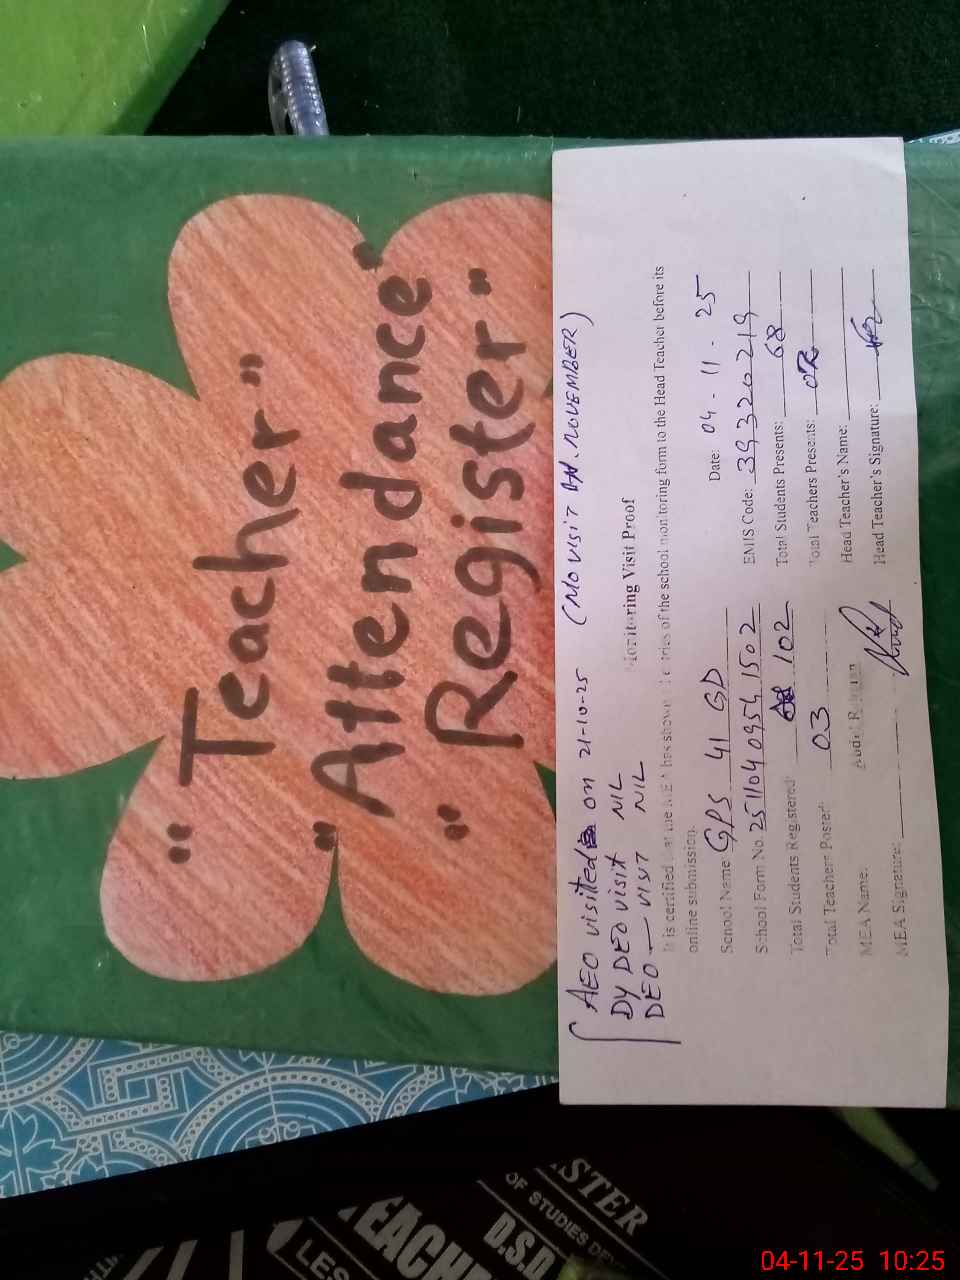 "Teacher"
"Attendance"
"Register"
AEO visited on 21-10-25 (NO VISIT IN NOVEMBER)
DY DEO visit NIL
DEO — VISIT NIL
Monitoring Visit Proof
It is certified that the MEA has shown the entries of the school monitoring form to the Head Teacher before its
online submission.
Date: 04-11-25
School Name GPS 41 GD
EMIS Code: 39320219
School Form No. 25110409541502
Total Students Presents: 68
Total Students Registered: 102
Total Teachers Presents:
Total Teachers Posted: 03
Head Teacher's Name:
MEA Name:
Head Teacher's Signature:
MEA Signature:
TEACH
LES
STER
OF STUDIES
D.S.D
04-11-25 10:25